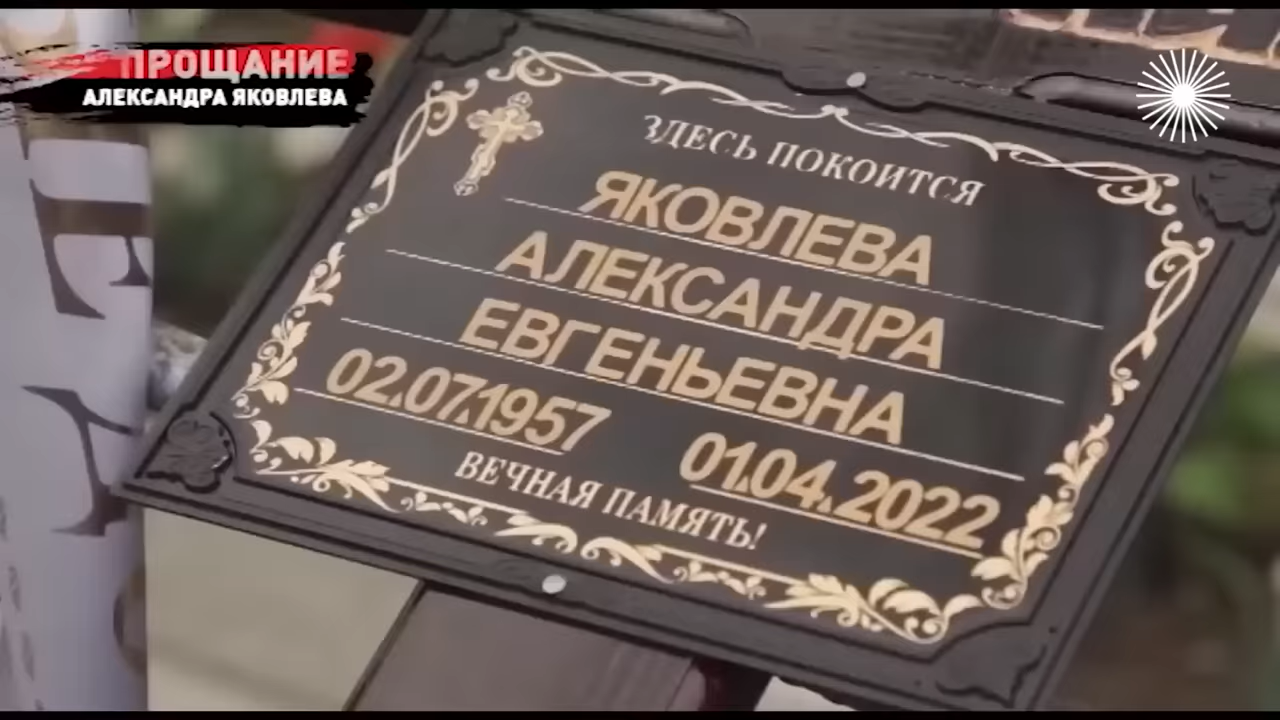 ПРОЩАНИЕ
АЛЕКСАНДРА ЯКОВЛЕВА
ЗДЕСЬ ПОКОИТСЯ
ЯКОВЛЕВА
АЛЕКСАНДРА
ЕВГЕНЬЕВНА
02.07.1957 01.04.2022
ВЕЧНАЯ ПАМЯТЬ!